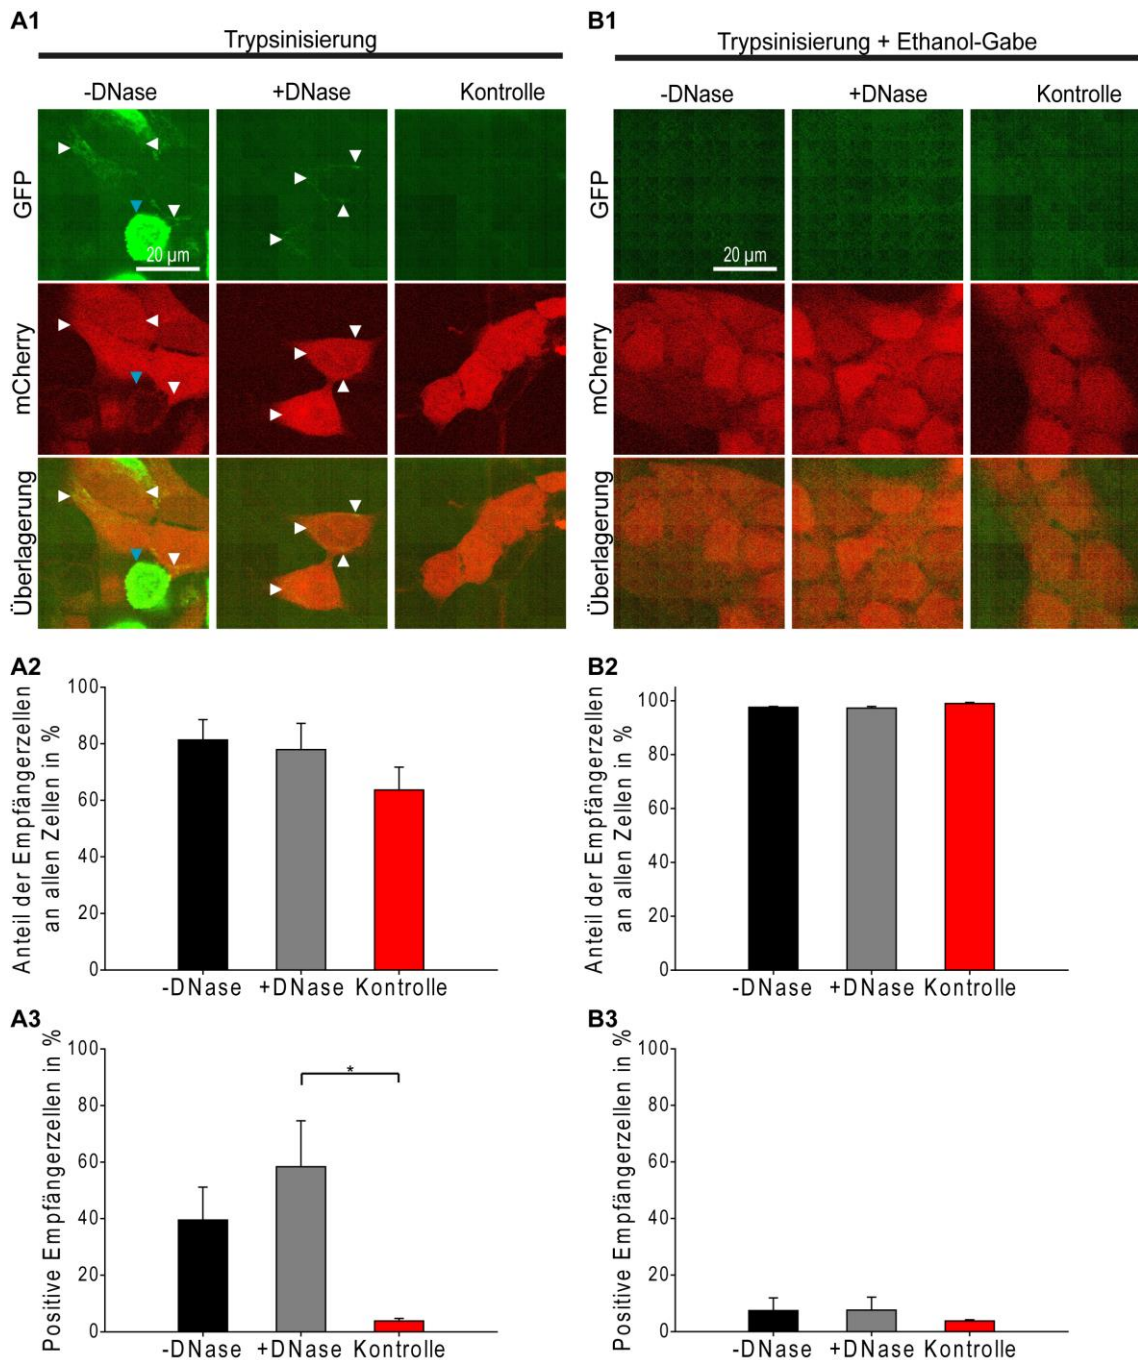 A1
Trypsinisierung
-DNase +DNase Kontrolle
GFP
20 µm
mCherry
Überlagerung
B1
Trypsinisierung + Ethanol-Gabe
-DNase +DNase Kontrolle
GFP
20 µm
mCherry
Überlagerung
A2
Anteil der Empfängerzellen
an allen Zellen in %
100
80
60
40
20
0
-DNase +DNase Kontrolle
B2
Anteil der Empfängerzellen
an allen Zellen in %
100
80
60
40
20
0
-DNase +DNase Kontrolle
A3
Positive Empfängerzellen in %
100
80
60
40
20
0
*
-DNase +DNase Kontrolle
B3
Positive Empfängerzellen in %
100
80
60
40
20
0
-DNase +DNase Kontrolle